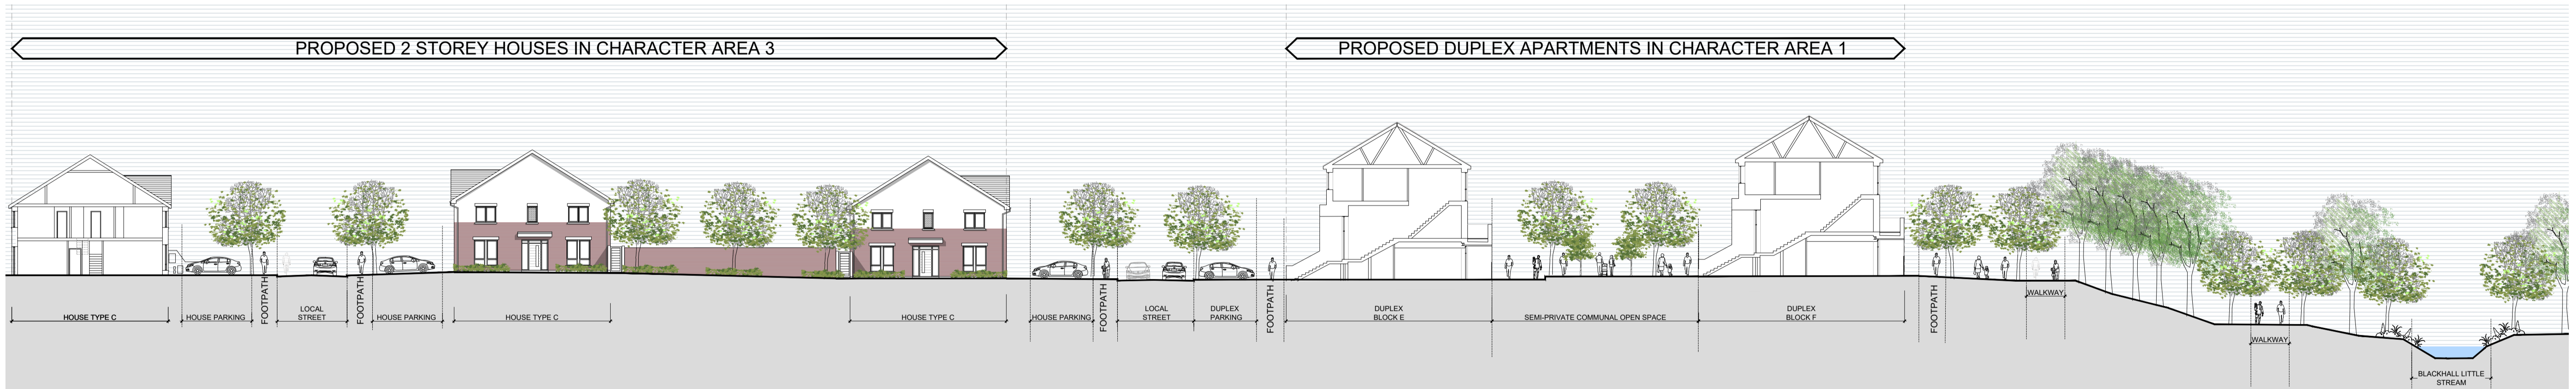 PROPOSED 2 STOREY HOUSES IN CHARACTER AREA 3
PROPOSED DUPLEX APARTMENTS IN CHARACTER AREA 1
HOUSE TYPE C
HOUSE PARKING
FOOTPATH
LOCAL
STREET
FOOTPATH
HOUSE PARKING
HOUSE TYPE C
HOUSE TYPE C
HOUSE PARKING
FOOTPATH
LOCAL
STREET
DUPLEX
PARKING
FOOTPATH
DUPLEX
BLOCK E
SEMI-PRIVATE COMMUNAL OPEN SPACE
DUPLEX
BLOCK F
FOOTPATH
WALKWAY
WALKWAY
BLACKHALL LITTLE
STREAM